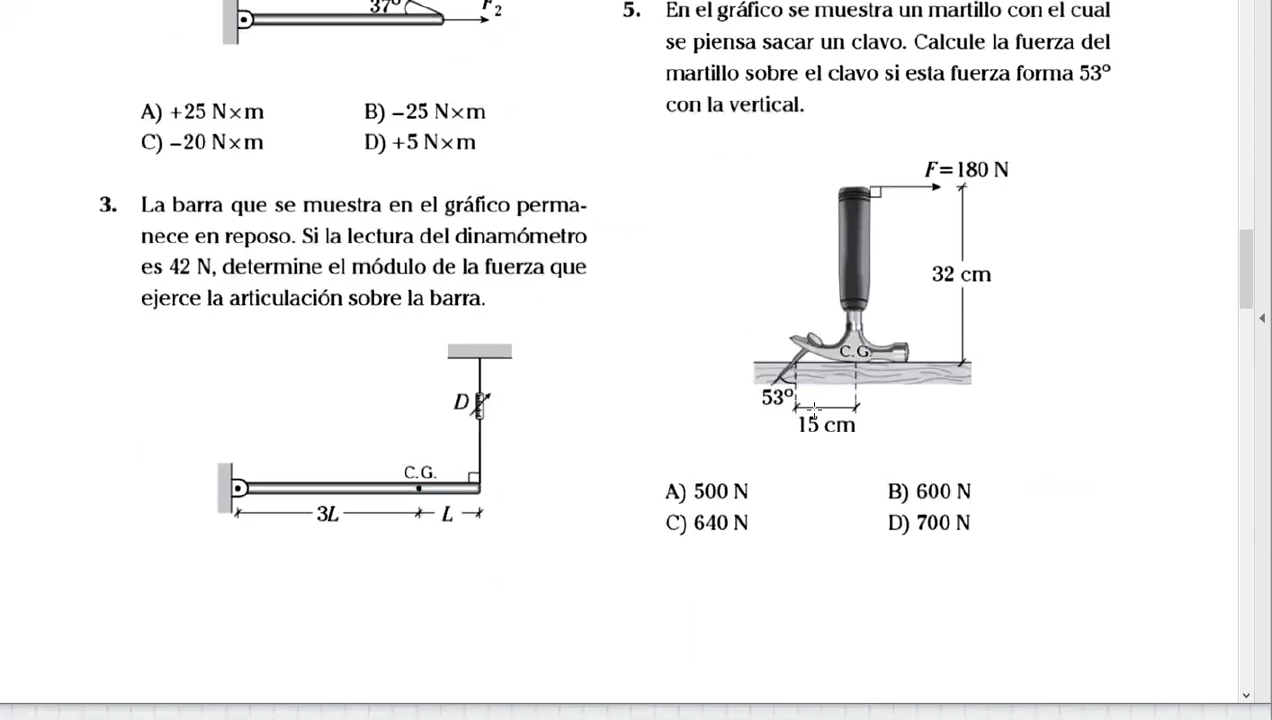 37º
F2
A) +25 N×m B) –25 N×m
C) –20 N×m D) +5 N×m
3. La barra que se muestra en el gráfico perma-
nece en reposo. Si la lectura del dinamómetro
es 42 N, determine el módulo de la fuerza que
ejerce la articulación sobre la barra.
D
C.G.
3L L
5. En el gráfico se muestra un martillo con el cual
se piensa sacar un clavo. Calcule la fuerza del
martillo sobre el clavo si esta fuerza forma 53º
con la vertical.
F=180 N
32 cm
C.G.
53º
15 cm
A) 500 N B) 600 N
C) 640 N D) 700 N